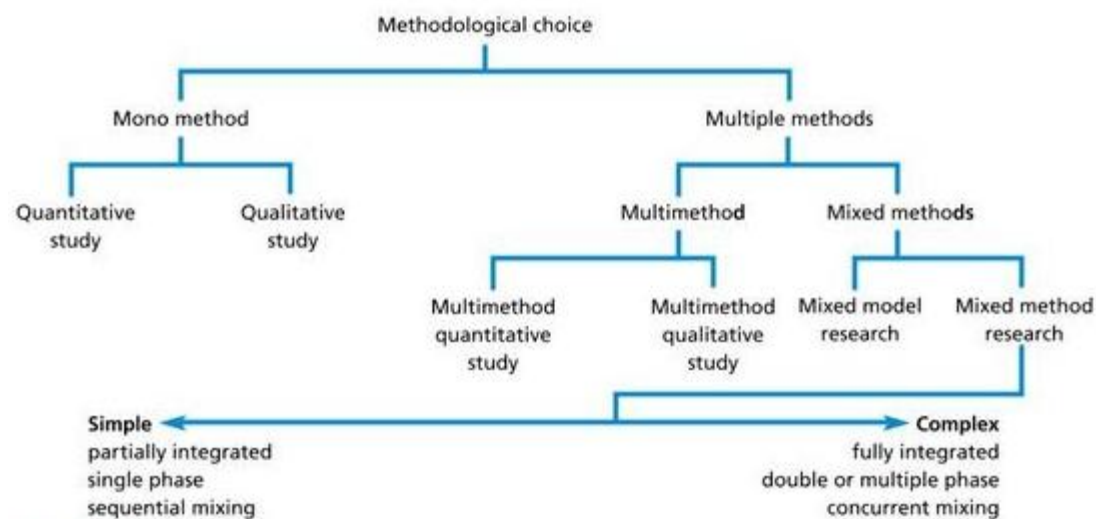 Methodological choice
Mono method
Multiple methods
Quantitative
study
Qualitative
study
Multimethod
Mixed methods
Multimethod
quantitative
study
Multimethod
qualitative
study
Mixed model
research
Mixed method
research
Simple
partially integrated
single phase
sequential mixing
Complex
fully integrated
double or multiple phase
concurrent mixing